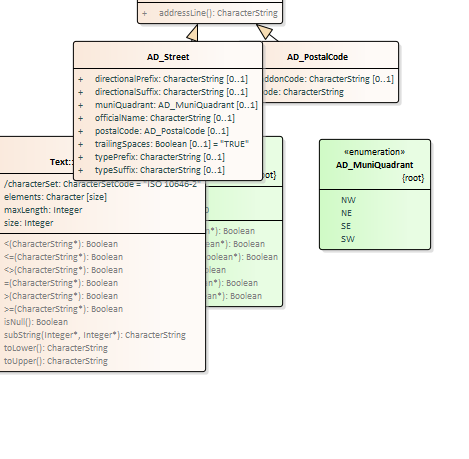 + addressLine(): CharacterString
AD_Street
+ directionalPrefix: CharacterString [0..1]
+ directionalSuffix: CharacterString [0..1]
+ muniQuadrant: AD_MuniQuadrant [0..1]
+ officialName: CharacterString [0..1]
+ postalCode: AD_PostalCode [0..1]
+ trailingSpaces: Boolean [0..1] = "TRUE"
+ typePrefix: CharacterString [0..1]
+ typeSuffix: CharacterString [0..1]
AD_PostalCode
ddonCode: CharacterString [0..1]
ode: CharacterString
Text::
/characterSet: CharacterSetCode = "ISO 10646-2"
elements: Character [size]
maxLength: Integer
size: Integer
<(CharacterString*): Boolean
<=(CharacterString*): Boolean
<>(CharacterString*): Boolean
=(CharacterString*): Boolean
>(CharacterString*): Boolean
>=(CharacterString*): Boolean
isNull(): Boolean
subString(Integer*, Integer*): CharacterString
toLower(): CharacterString
toUpper(): CharacterString
ot}
n*): Boolean
ean*): Boolean
oolean*): Boolean
ean*): Boolean
an*): Boolean
an*): Boolean
«enumeration»
AD_MuniQuadrant
{root}
NW
NE
SE
SW